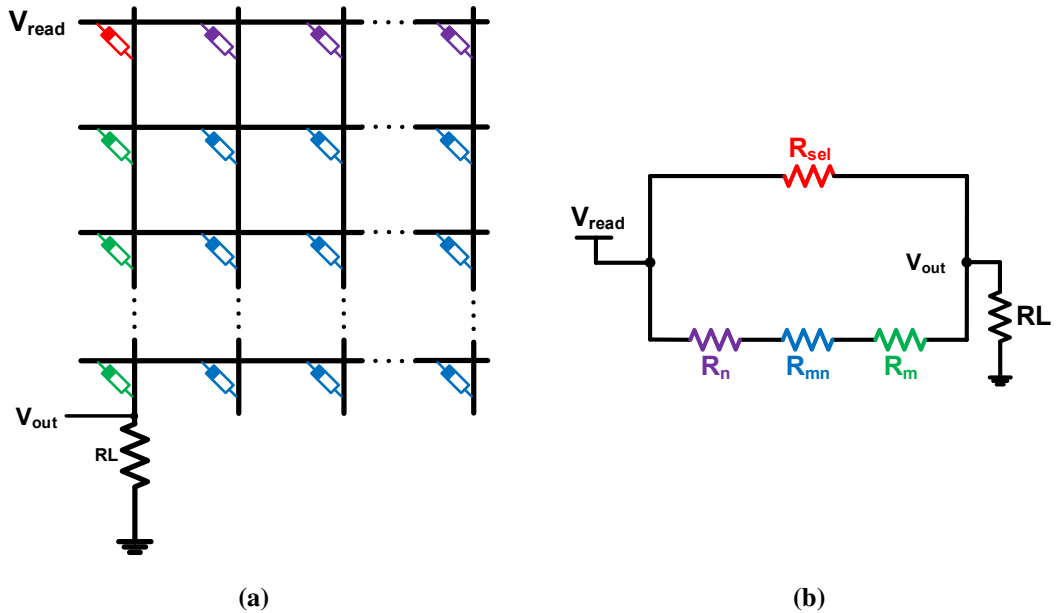 Vread
Vout
RL
(a)
Rsel
Vread
Vout
RL
Rn
Rmn
Rm
(b)